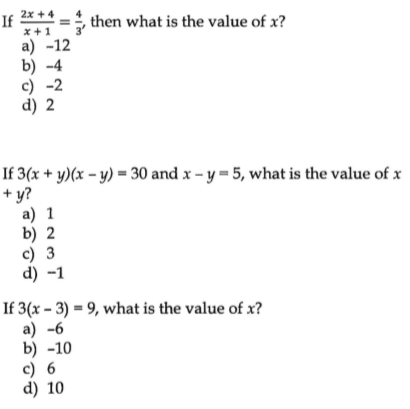 If (2x + 4)/(x + 1) = 4/3, then what is the value of x?
a) -12
b) -4
c) -2
d) 2
If 3(x + y)(x – y) = 30 and x – y = 5, what is the value of x
+ y?
a) 1
b) 2
c) 3
d) -1
If 3(x – 3) = 9, what is the value of x?
a) -6
b) -10
c) 6
d) 10